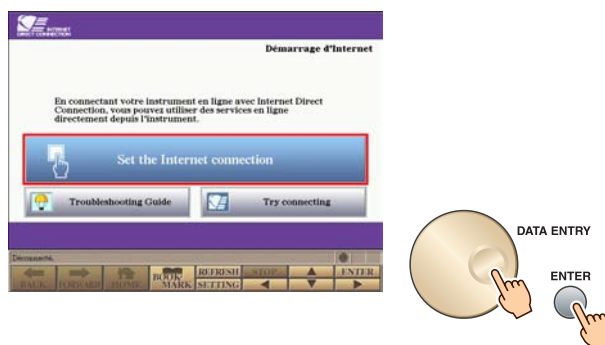 INTERNET
DIRECT CONNECTION
Démarrage d'Internet
En connectant votre instrument en ligne avec Internet Direct
Connection, vous pouvez utiliser des services en ligne
directement depuis l'instrument.
Set the Internet connection
Troubleshooting Guide
Try connecting
Déconnecté.
BACK FORWARD HOME BOOK MARK REFRESH STOP ENTER
SETTING
DATA ENTRY
ENTER